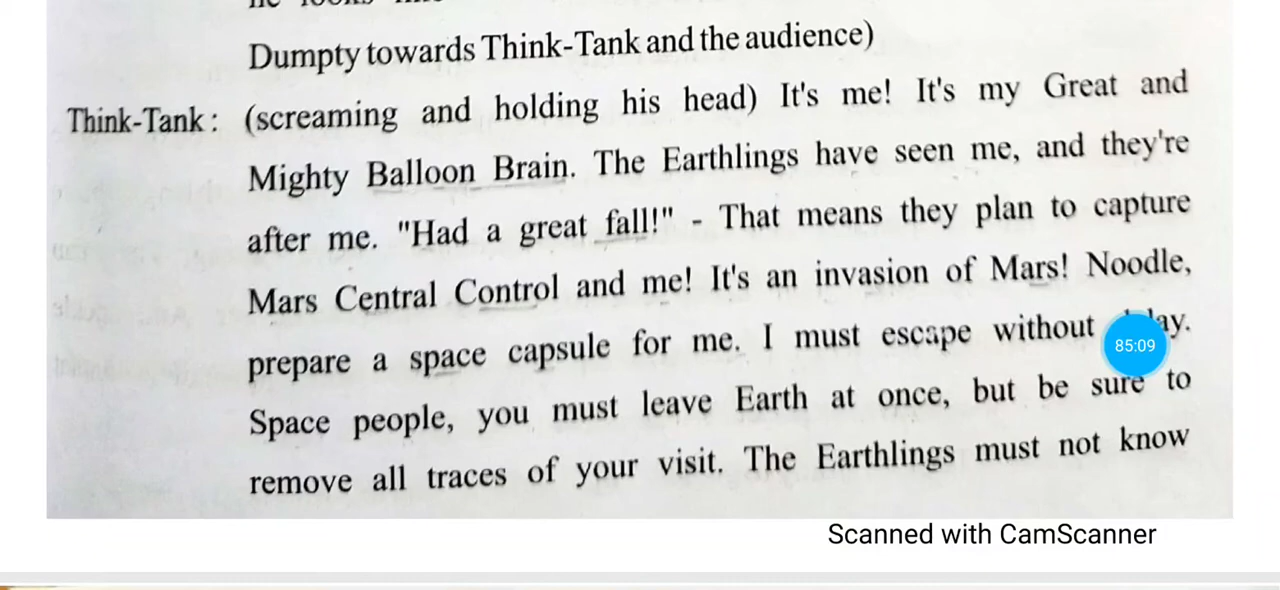 Dumpty towards Think-Tank and the audience)
Think-Tank: (screaming and holding his head) It's me! It's my Great and
Mighty Balloon Brain. The Earthlings have seen me, and they're
after me. "Had a great fall!" - That means they plan to capture
Mars Central Control and me! It's an invasion of Mars! Noodle,
prepare a space capsule for me. I must escape without
85:09
Space people, you must leave Earth at once, but be sure to
remove all traces of your visit. The Earthlings must not know
Scanned with CamScanner